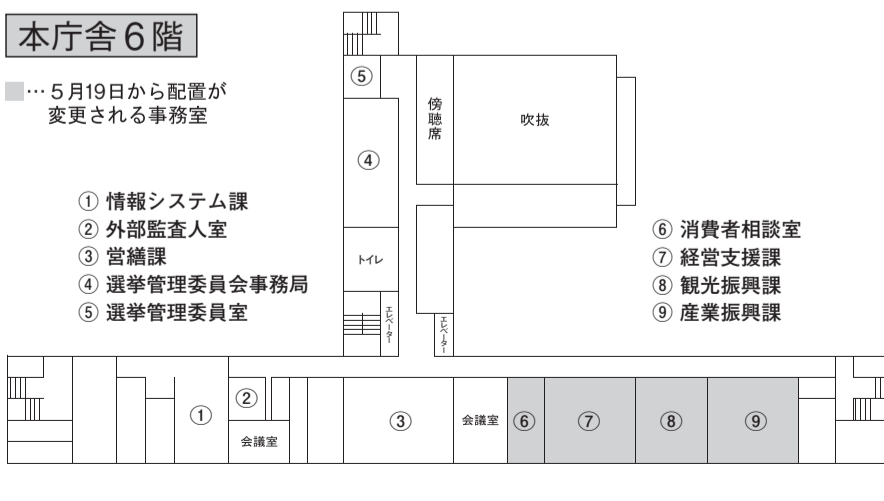 本庁舎６階
…５月19日から配置が
変更される事務室
① 情報システム課
② 外部監査人室
③ 営繕課
④ 選挙管理委員会事務局
⑤ 選挙管理委員室
⑥ 消費者相談室
⑦ 経営支援課
⑧ 観光振興課
⑨ 産業振興課
⑤
傍聴席
吹抜
④
トイレ
エレベーター
エレベーター
①
②
会議室
③
会議室
⑥
⑦
⑧
⑨